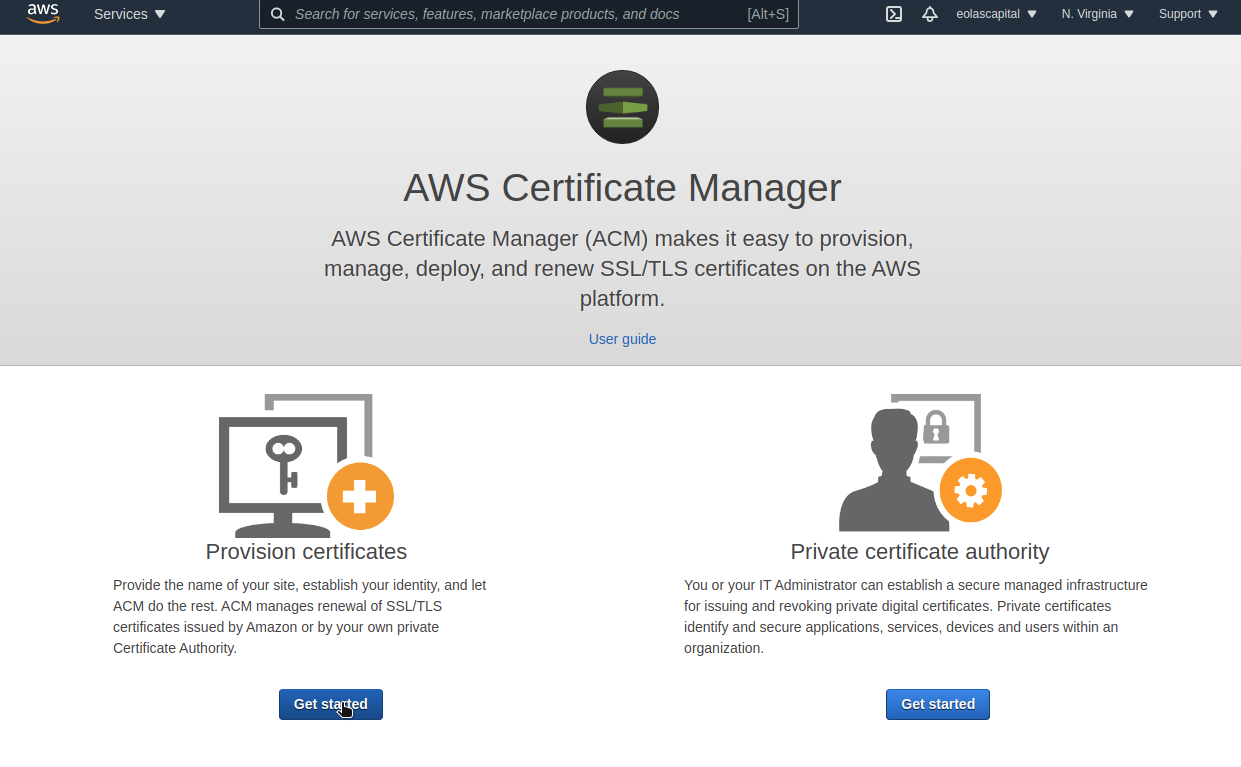 aws Services Search for services, features, marketplace products, and docs [Alt+S] eolascapital N. Virginia Support
AWS Certificate Manager
AWS Certificate Manager (ACM) makes it easy to provision,
manage, deploy, and renew SSL/TLS certificates on the AWS
platform.
User guide
Provision certificates
Provide the name of your site, establish your identity, and let
ACM do the rest. ACM manages renewal of SSL/TLS
certificates issued by Amazon or by your own private
Certificate Authority.
Get started
Private certificate authority
You or your IT Administrator can establish a secure managed infrastructure
for issuing and revoking private digital certificates. Private certificates
identify and secure applications, services, devices and users within an
organization.
Get started